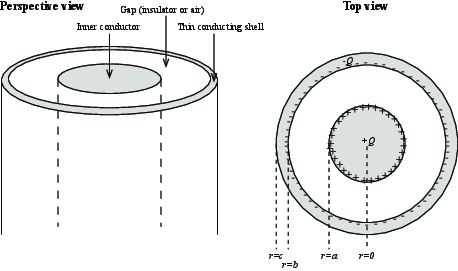 Perspective view
Gap (insulator or air)
Top view
Inner conductor
Thin conducting shell
-Q
+Q
r=c
r=b
r=a
r=0